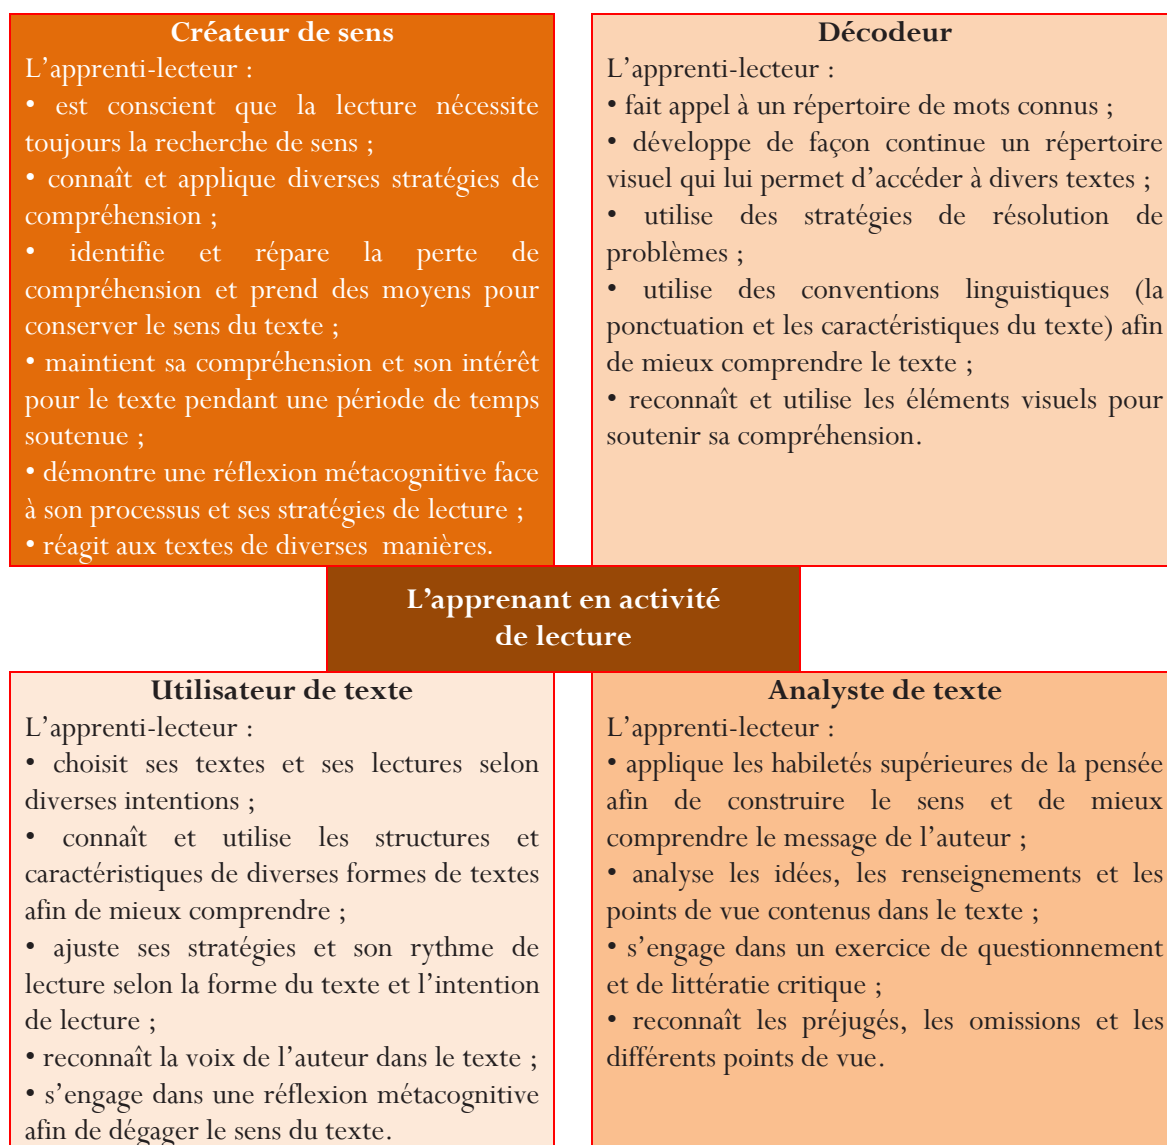 Créateur de sens
L’apprenti-lecteur :
• est conscient que la lecture nécessite
toujours la recherche de sens ;
• connaît et applique diverses stratégies de
compréhension ;
• identifie et répare la perte de
compréhension et prend des moyens pour
conserver le sens du texte ;
• maintient sa compréhension et son intérêt
pour le texte pendant une période de temps
soutenue ;
• démontre une réflexion métacognitive face
à son processus et ses stratégies de lecture ;
• réagit aux textes de diverses manières.
Décodeur
L’apprenti-lecteur :
• fait appel à un répertoire de mots connus ;
• développe de façon continue un répertoire
visuel qui lui permet d’accéder à divers textes ;
• utilise des stratégies de résolution de
problèmes ;
• utilise des conventions linguistiques (la
ponctuation et les caractéristiques du texte) afin
de mieux comprendre le texte ;
• reconnaît et utilise les éléments visuels pour
soutenir sa compréhension.
L’apprenant en activité
de lecture
Utilisateur de texte
L’apprenti-lecteur :
• choisit ses textes et ses lectures selon
diverses intentions ;
• connaît et utilise les structures et
caractéristiques de diverses formes de textes
afin de mieux comprendre ;
• ajuste ses stratégies et son rythme de
lecture selon la forme du texte et l’intention
de lecture ;
• reconnaît la voix de l’auteur dans le texte ;
• s’engage dans une réflexion métacognitive
afin de dégager le sens du texte.
Analyste de texte
L’apprenti-lecteur :
• applique les habiletés supérieures de la pensée
afin de construire le sens et de mieux
comprendre le message de l’auteur ;
• analyse les idées, les renseignements et les
points de vue contenus dans le texte ;
• s’engage dans un exercice de questionnement
et de littératie critique ;
• reconnaît les préjugés, les omissions et les
différents points de vue.